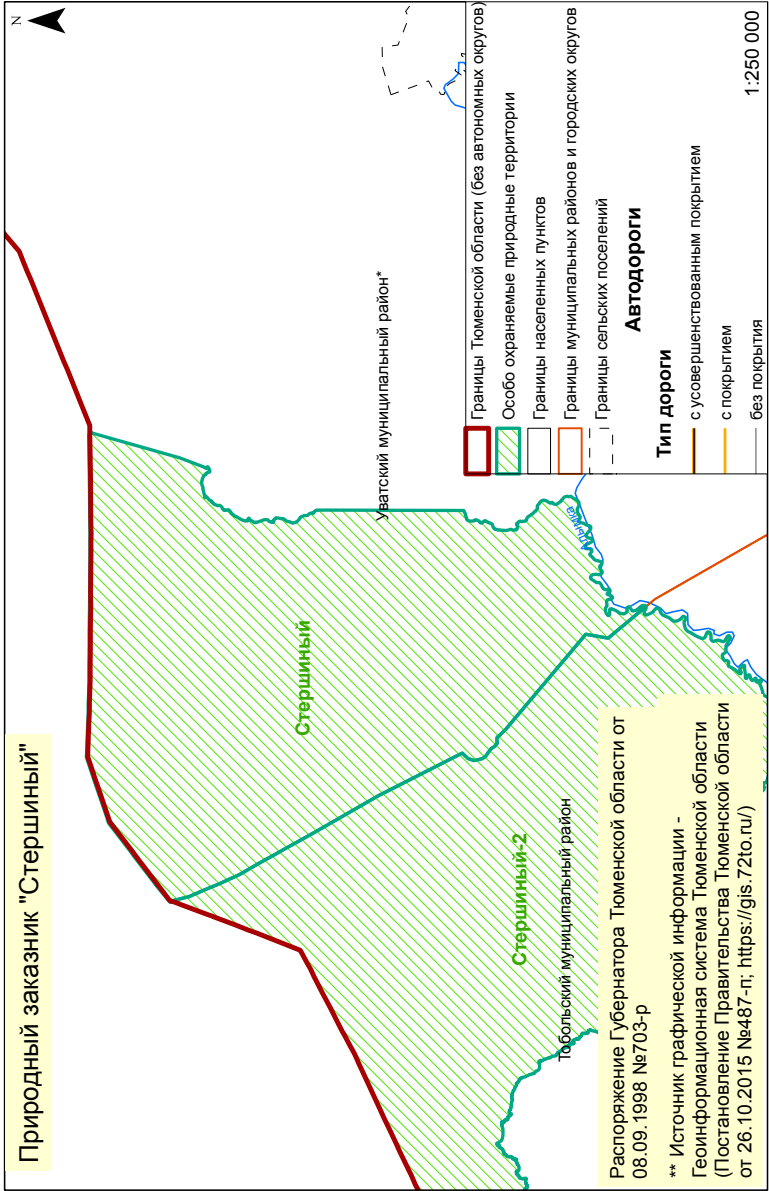 Природный заказник "Стершиный"
N
Уватский муниципальный район*
Стершиный
Стершиный-2
Тобольский муниципальный район
Алымка
Распоряжение Губернатора Тюменской области от
08.09.1998 №703-р
** Источник графической информации -
Геоинформационная система Тюменской области
(Постановление Правительства Тюменской области
от 26.10.2015 №487-п; https://gis.72to.ru/)
Границы Тюменской области (без автономных округов)
Особо охраняемые природные территории
Границы населенных пунктов
Границы муниципальных районов и городских округов
Границы сельских поселений
Автодороги
Тип дороги
с усовершенствованным покрытием
с покрытием
без покрытия
1:250 000